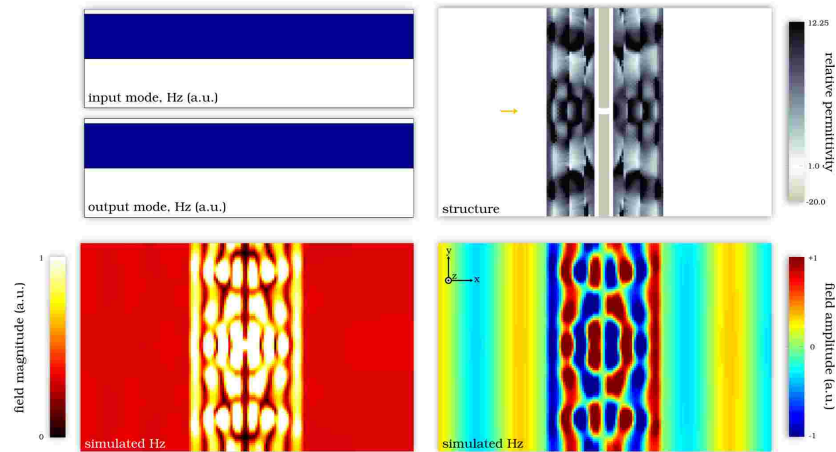 input mode, Hz (a.u.)
output mode, Hz (a.u.)
structure
12.25
1.0
-20.0
relative permittivity
1
0
field magnitude (a.u.)
simulated Hz
y
z
x
simulated Hz
+1
0
-1
field amplitude (a.u.)